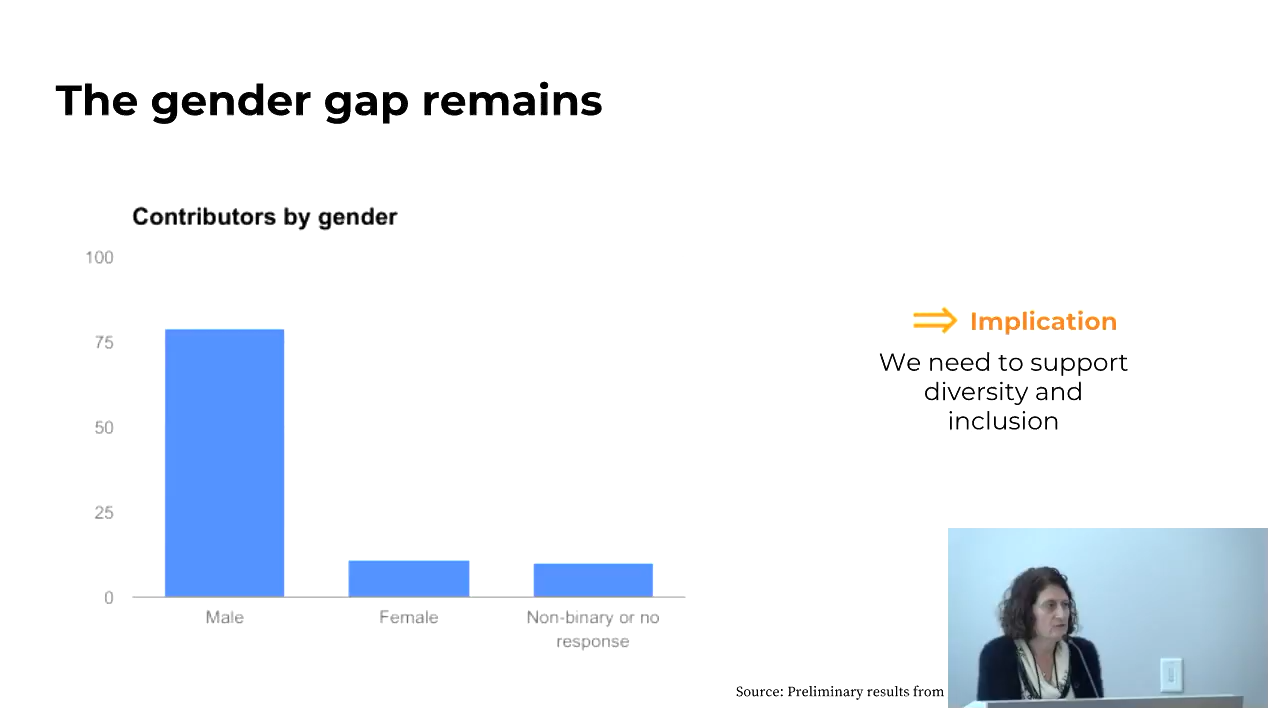 The gender gap remains
Contributors by gender
100
75
50
25
0
Male
Female
Non-binary or no
response
Implication
We need to support
diversity and
inclusion
Source: Preliminary results from